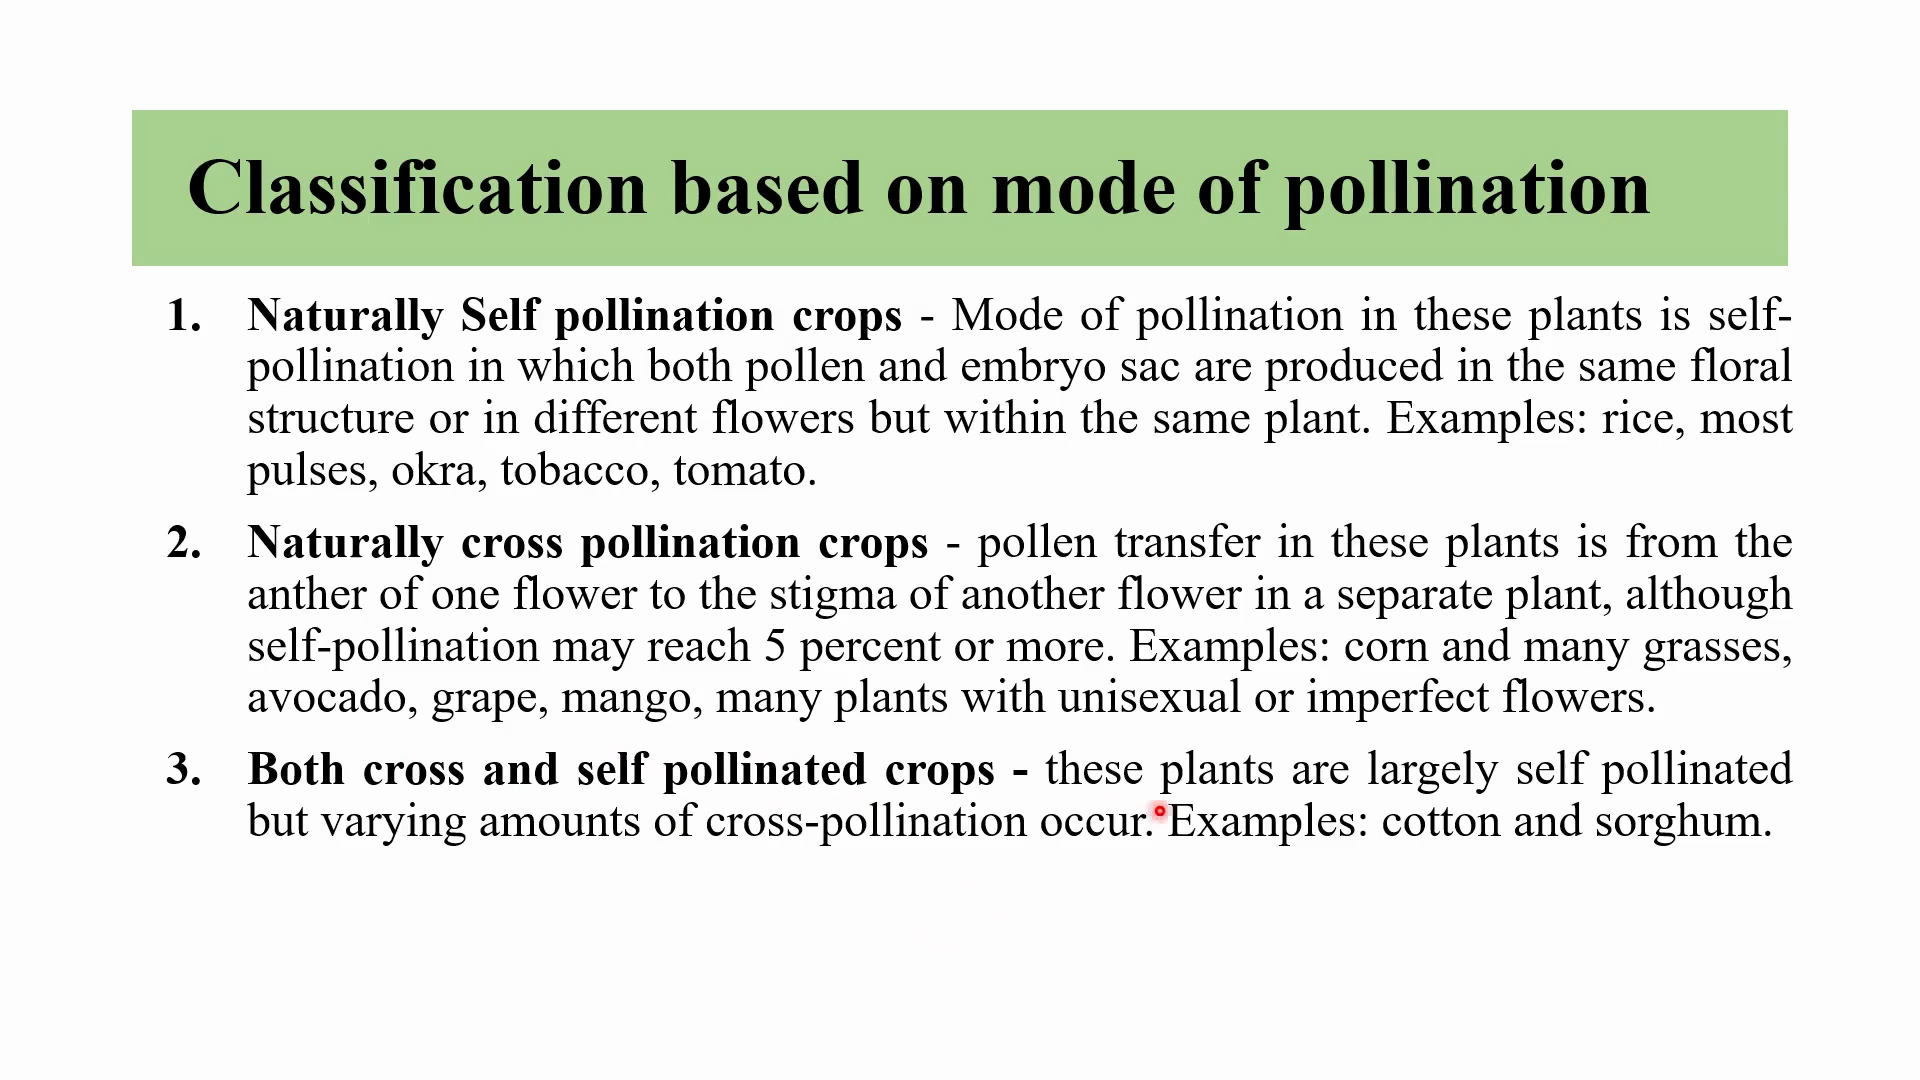 Classification based on mode of pollination
1. Naturally Self pollination crops - Mode of pollination in these plants is self-
pollination in which both pollen and embryo sac are produced in the same floral
structure or in different flowers but within the same plant. Examples: rice, most
pulses, okra, tobacco, tomato.
2. Naturally cross pollination crops - pollen transfer in these plants is from the
anther of one flower to the stigma of another flower in a separate plant, although
self-pollination may reach 5 percent or more. Examples: corn and many grasses,
avocado, grape, mango, many plants with unisexual or imperfect flowers.
3. Both cross and self pollinated crops - these plants are largely self pollinated
but varying amounts of cross-pollination occur. Examples: cotton and sorghum.